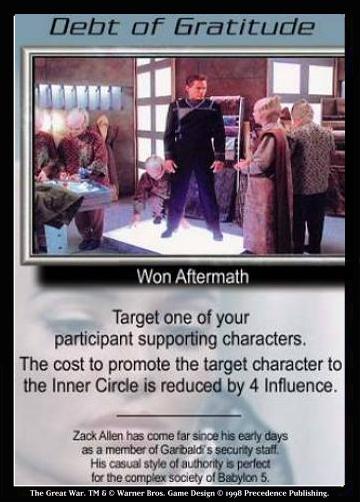 Debt of Gratitude
Won Aftermath
Target one of your
participant supporting characters.
The cost to promote the target character to
the Inner Circle is reduced by 4 Influence.
Zack Allen has come far since his early days
as a member of Garibaldi's security staff.
His casual style of authority is perfect
for the complex society of Babylon 5.
The Great War. TM & © Warner Bros. Game Design © 1998 Precedence Publishing.